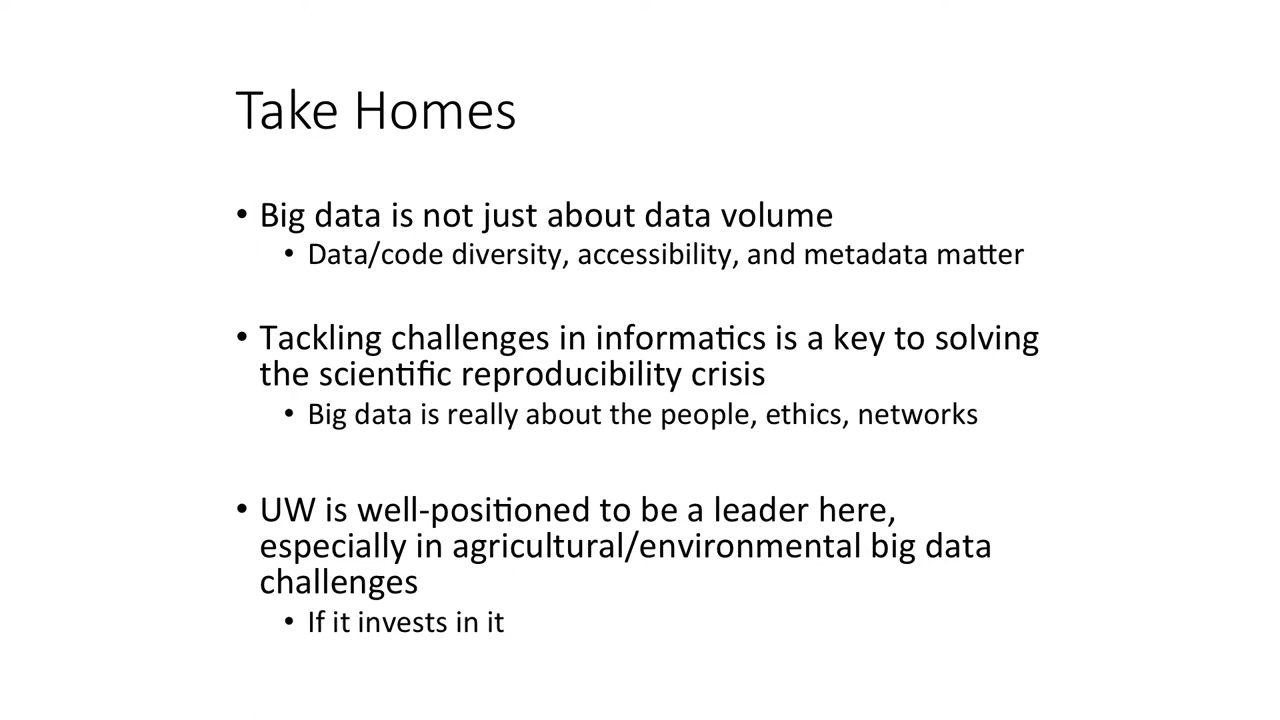 Take Homes
• Big data is not just about data volume
• Data/code diversity, accessibility, and metadata matter
• Tackling challenges in informatics is a key to solving
the scientific reproducibility crisis
• Big data is really about the people, ethics, networks
• UW is well-positioned to be a leader here,
especially in agricultural/environmental big data
challenges
• If it invests in it